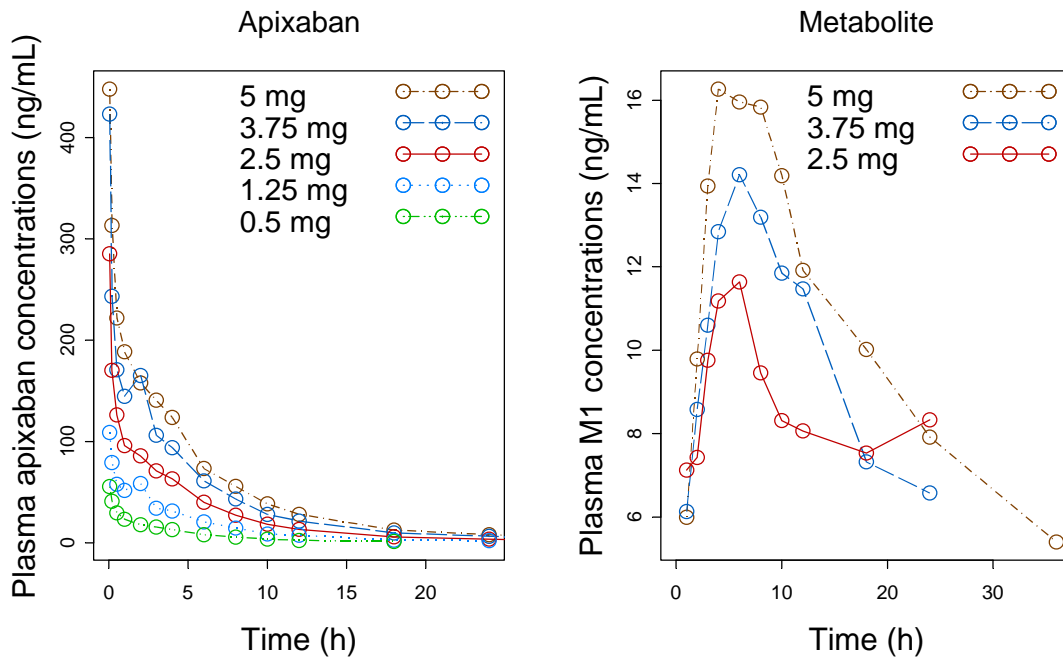 Apixaban
Plasma apixaban concentrations (ng/mL)
400
300
200
100
0
5 mg
3.75 mg
2.5 mg
1.25 mg
0.5 mg
0 5 10 15 20
Time (h)
Metabolite
Plasma M1 concentrations (ng/mL)
16
14
12
10
8
6
5 mg
3.75 mg
2.5 mg
0 10 20 30
Time (h)